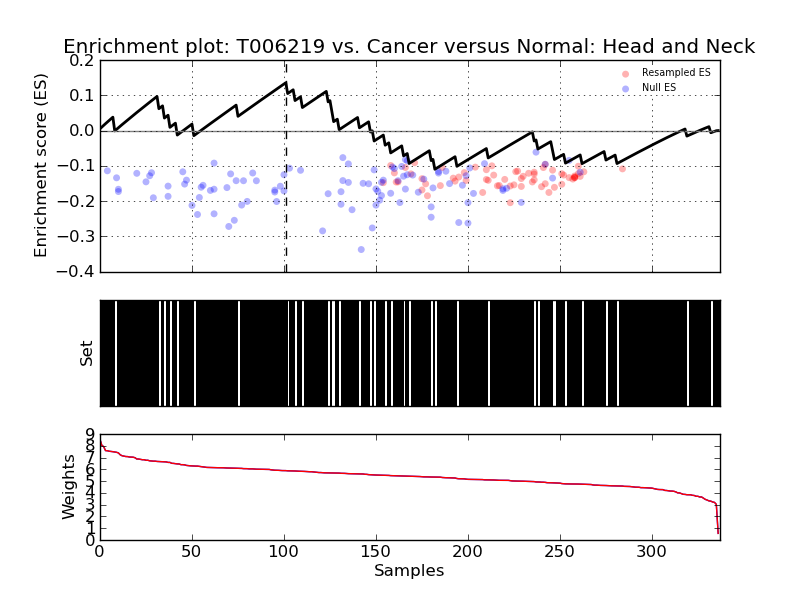 Enrichment plot: T006219 vs. Cancer versus Normal: Head and Neck
Enrichment score (ES)
0.2
0.1
0.0
−0.1
−0.2
−0.3
−0.4
Resampled ES
Null ES
Set
Weights
9
8
7
6
5
4
3
2
1
0
0 50 100 150 200 250 300
Samples